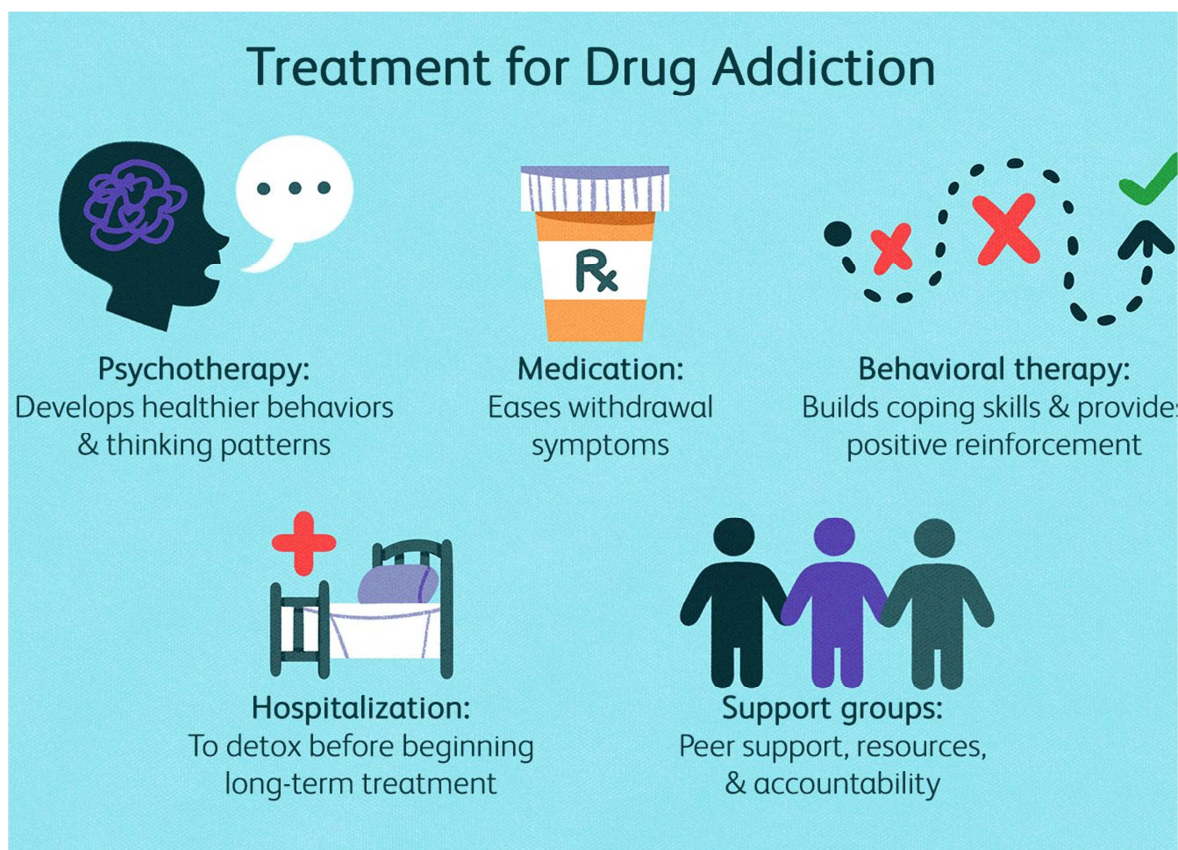 Treatment for Drug Addiction
Rx
Psychotherapy:
Develops healthier behaviors
& thinking patterns
Medication:
Eases withdrawal
symptoms
Behavioral therapy:
Builds coping skills & provides
positive reinforcement
Hospitalization:
To detox before beginning
long-term treatment
Support groups:
Peer support, resources,
& accountability